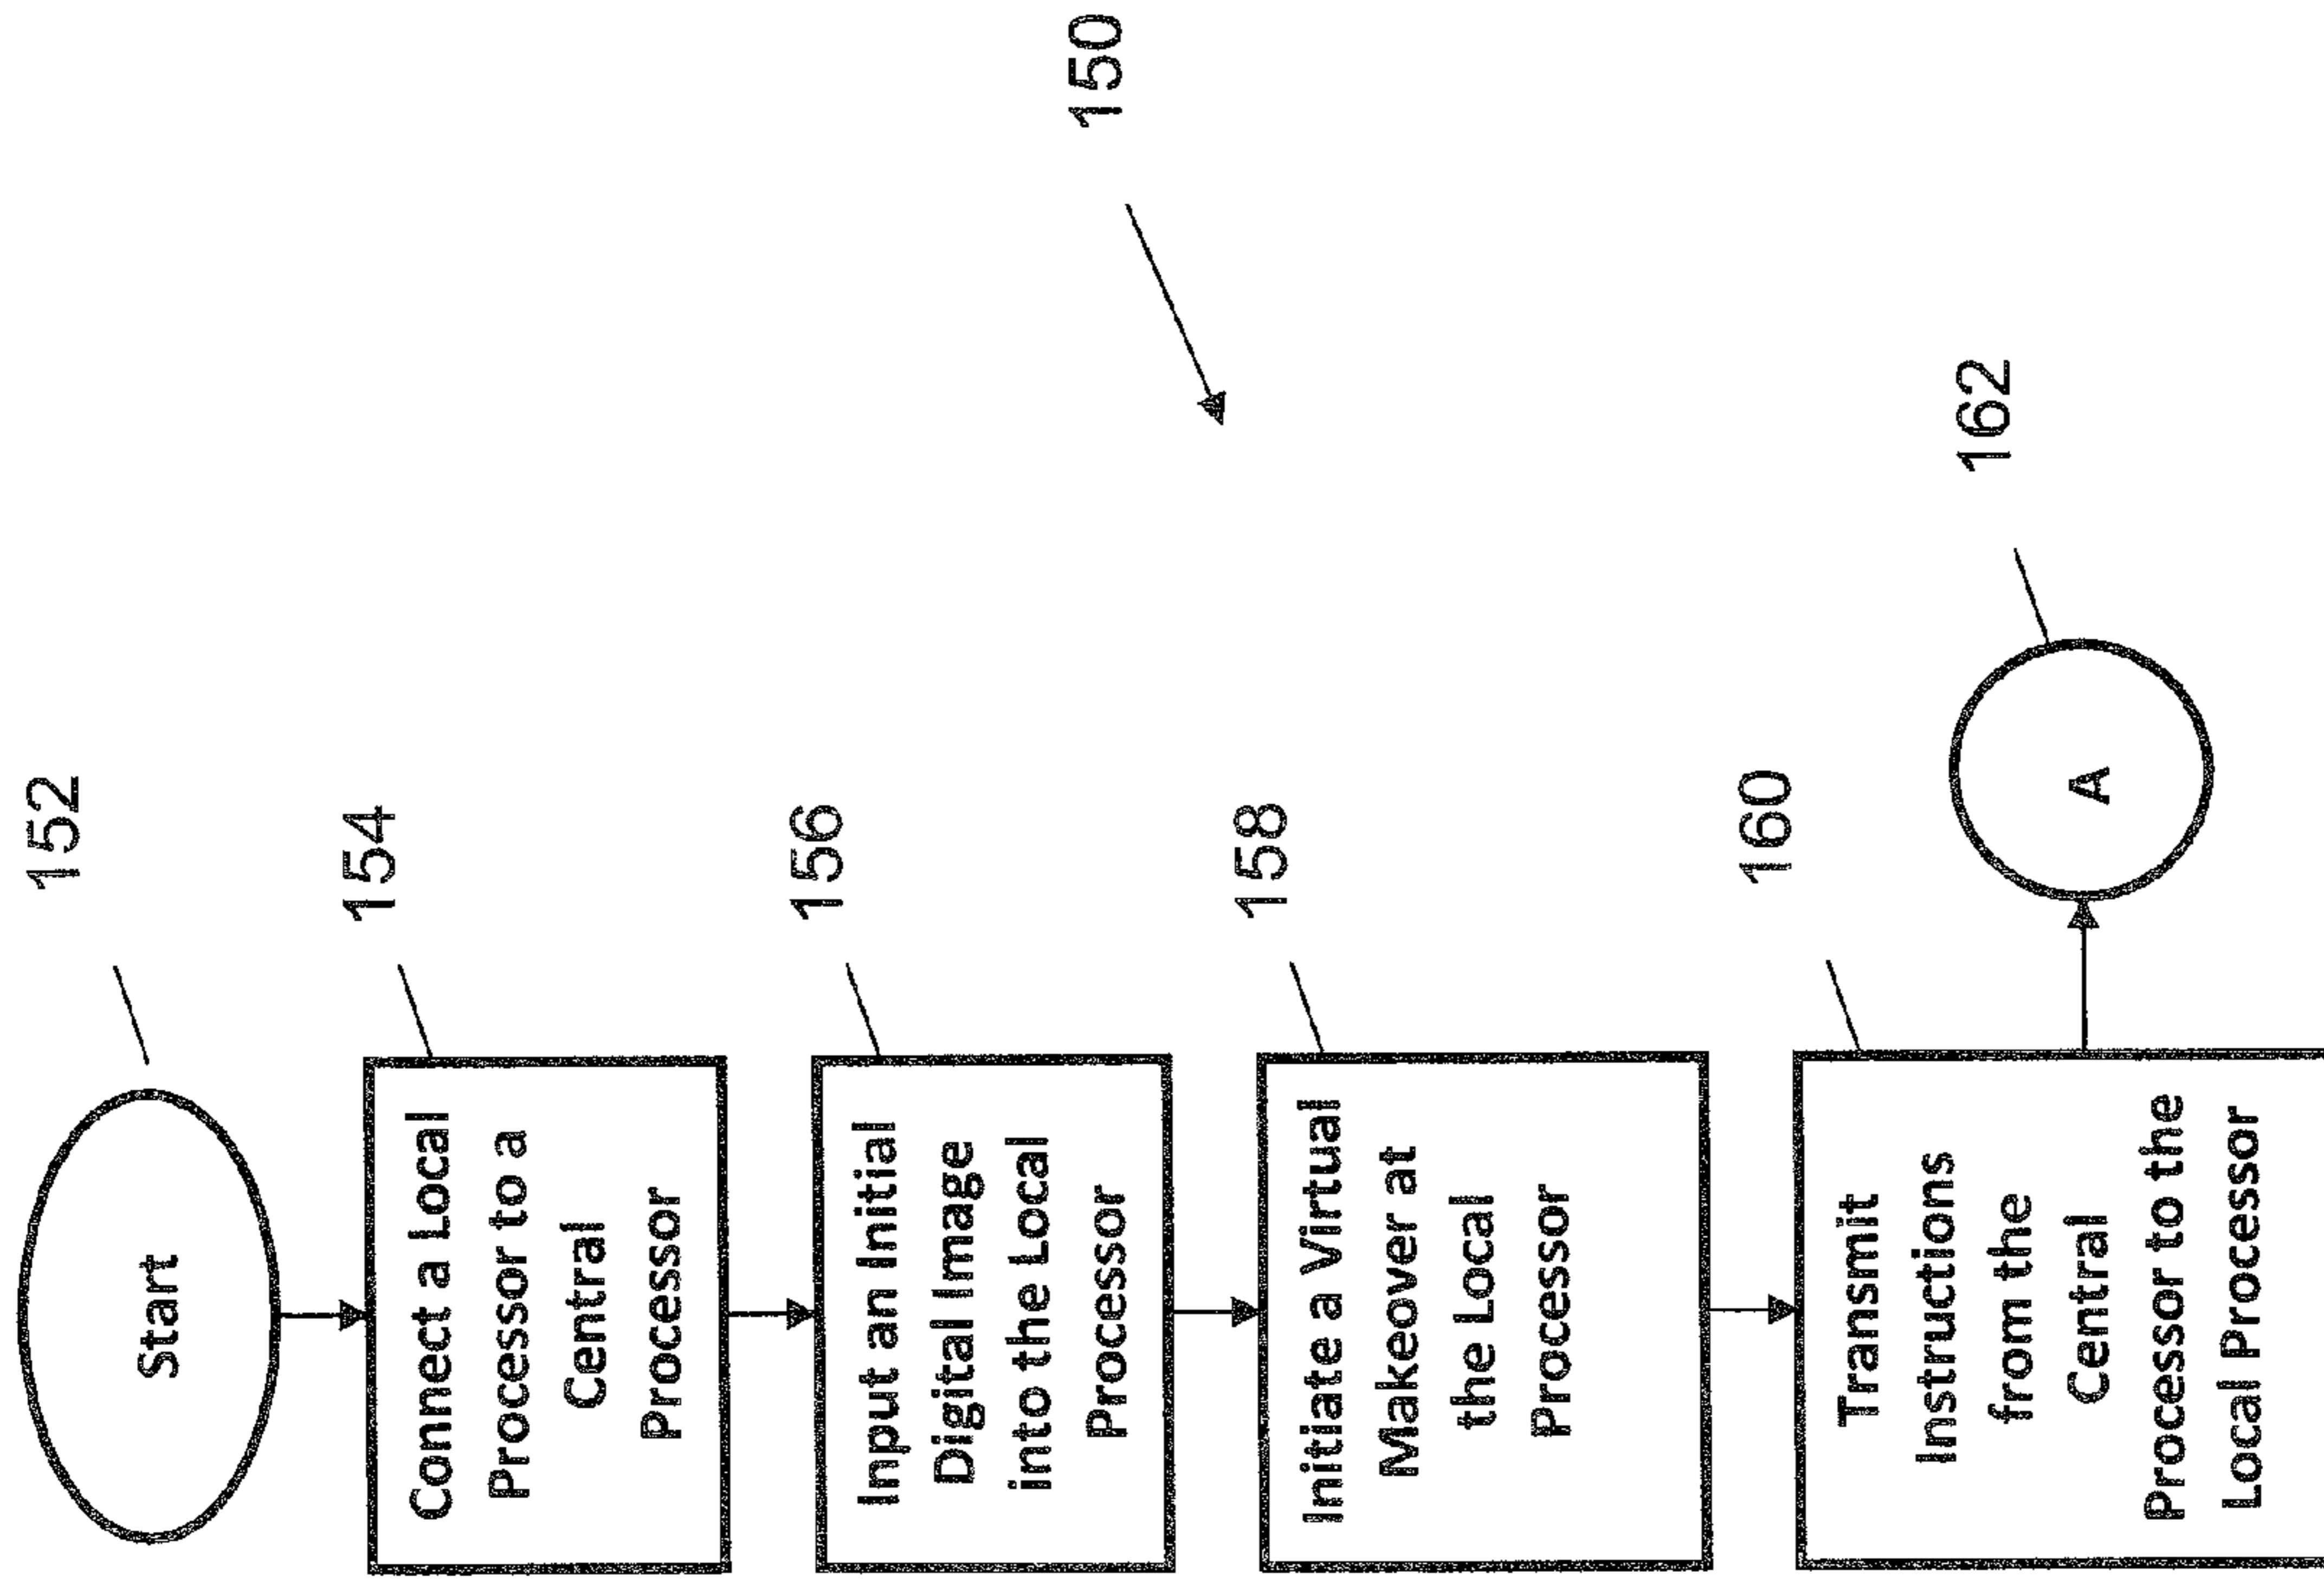 152
Start
154
Connect a Local
Processor to a
Central
Processor
156
Input an Initial
Digital Image
into the Local
Processor
150
158
Initiate a Virtual
Makeover at
the Local
Processor
160
Transmit
Instructions
from the
Central
Processor to the
Local Processor
162
A